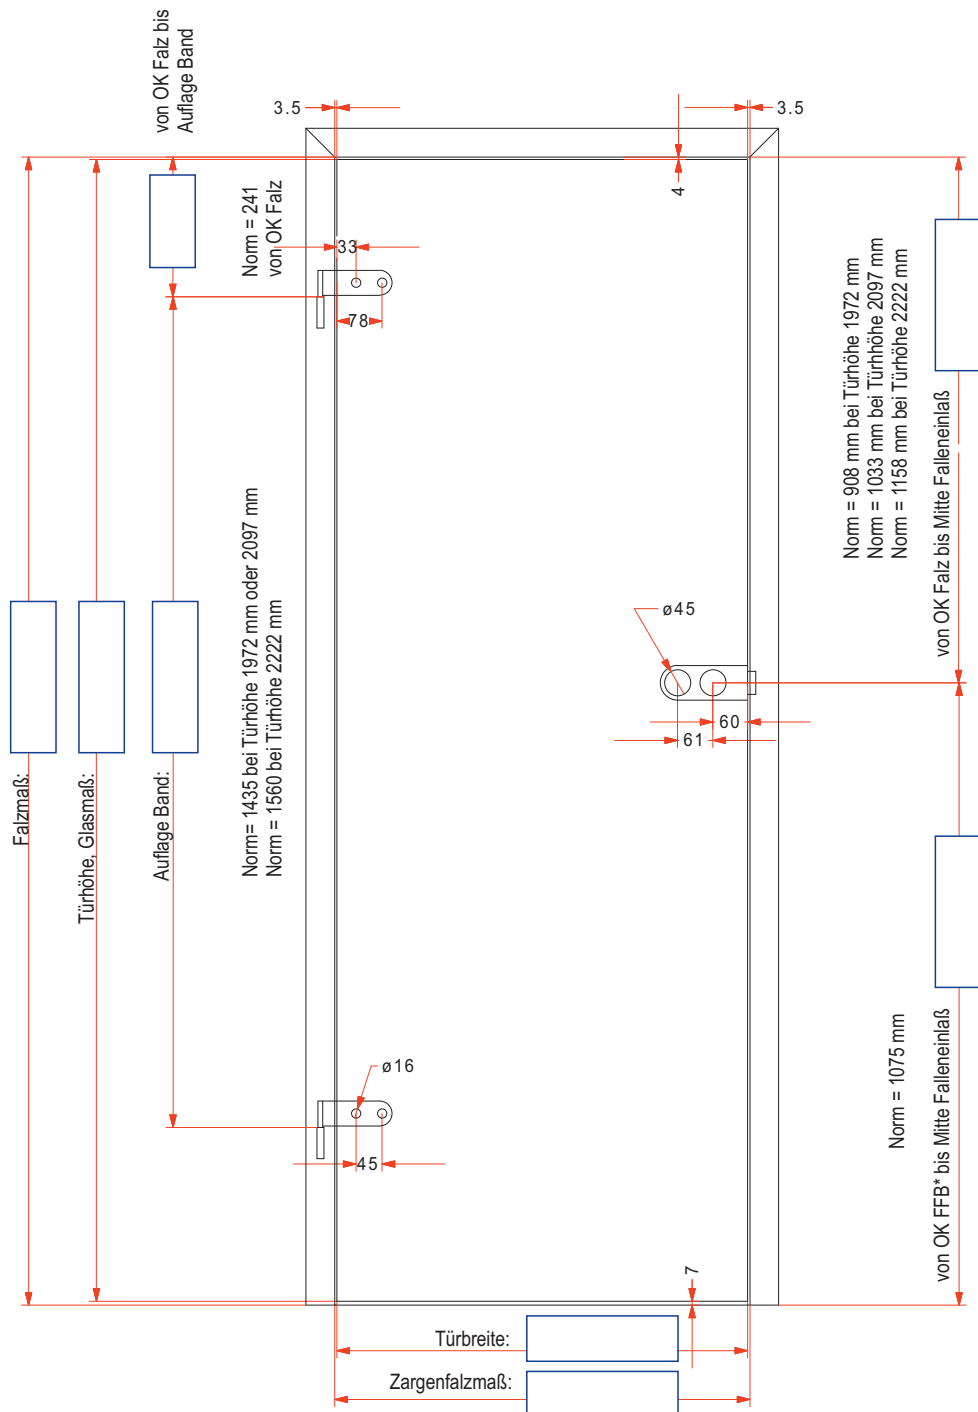 von OK Falz bis
Auflage Band
3.5
3.5
4
Norm = 241
von OK Falz
33
78
Norm = 908 mm bei Türhöhe 1972 mm
Norm = 1033 mm bei Türhhöhe 2097 mm
Norm = 1158 mm bei Türhöhe 2222 mm
von OK Falz bis Mitte Falleneinlaß
Falzmaß:
Türhöhe, Glasmaß:
Auflage Band:
Norm= 1435 bei Türhöhe 1972 mm oder 2097 mm
Norm = 1560 bei Türhöhe 2222 mm
ø45
60
61
ø16
45
Norm = 1075 mm
von OK FFB* bis Mitte Falleneinlaß
7
Türbreite:
Zargenfalzmaß: